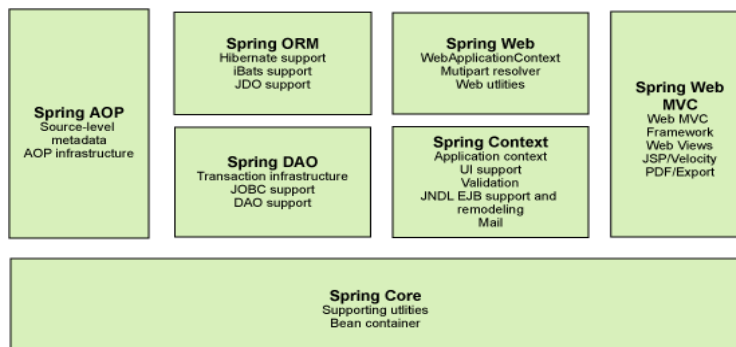 Spring AOP
Source-level
metadata
AOP infrastructure
Spring ORM
Hibernate support
iBats support
JDO support
Spring DAO
Transaction infrastructure
JOBC support
DAO support
Spring Web
WebApplicationContext
Mutipart resolver
Web utlities
Spring Context
Application context
UI support
Validation
JNDL EJB support and
remodeling
Mail
Spring Web
MVC
Web MVC
Framework
Web Views
JSP/Velocity
PDF/Export
Spring Core
Supporting utlities
Bean container